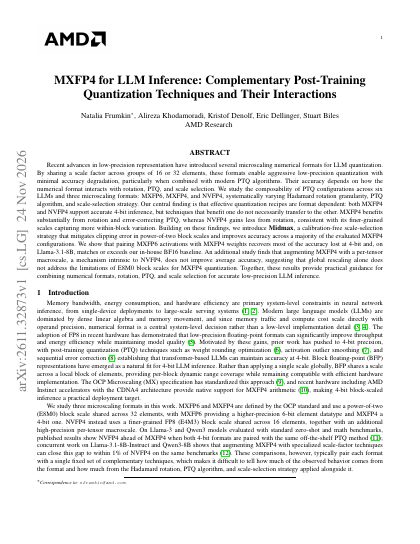 AMD
1
MXFP4 for LLM Inference: Complementary Post-Training
Quantization Techniques and Their Interactions
Natalia Frumkin*, Alireza Khodamoradi, Kristof Denolf, Eric Dellinger, Stuart Biles
AMD Research
arXiv:2611.32873v1 [cs.LG] 24 Nov 2026
ABSTRACT
Recent advances in low-precision representation have introduced several microscaling numerical formats for LLM quantization.
By sharing a scale factor across groups of 16 or 32 elements, these formats enable aggressive low-precision quantization with
minimal accuracy degradation, particularly when combined with modern PTQ algorithms. Their accuracy depends on how the
numerical format interacts with rotation, PTQ, and scale selection. We study the composability of PTQ configurations across six
LLMs and three microscaling formats: MXFP6, MXFP4, and NVFP4, systematically varying Hadamard rotation granularity, PTQ
algorithm, and scale-selection strategy. Our central finding is that effective quantization recipes are format dependent: both MXFP4
and NVFP4 support accurate 4-bit inference, but techniques that benefit one do not necessarily transfer to the other. MXFP4 benefits
substantially from rotation and error-correcting PTQ, whereas NVFP4 gains less from rotation, consistent with its finer-grained
scales capturing more within-block variation. Building on these findings, we introduce Midmax, a calibration-free scale-selection
strategy that mitigates clipping error in power-of-two block scales and improves accuracy across a majority of the evaluated MXFP4
configurations. We show that pairing MXFP6 activations with MXFP4 weights recovers most of the accuracy lost at 4-bit and, on
Llama-3.1-8B, matches or exceeds our in-house BF16 baseline. An additional study finds augmenting MXFP4 with a per-tensor
macroscale, a mechanism intrinsic to NVFP4, does not improve average accuracy, suggesting that global rescaling alone does
not address the limitations of E8M0 block scales for MXFP4 quantization. Together, these results provide practical guidance for
combining numerical formats, rotation, PTQ, and scale selection for accurate low-precision LLM inference.
1 Introduction
Memory bandwidth, energy consumption, and hardware efficiency are primary system-level constraints in neural network
inference, from single-device deployments to large-scale serving systems [1, 2]. Modern large language models (LLMs) are
dominated by dense linear algebra and memory movement, and since memory traffic and compute cost scale directly with
operand precision, numerical format is a central system-level decision rather than a low-level implementation detail [3, 4]. The
adoption of FP8 in recent hardware has demonstrated that low-precision floating-point formats can significantly improve throughput
and energy efficiency while maintaining model quality [5]. Motivated by these gains, prior work has pushed to 4-bit precision,
with post-training quantization (PTQ) techniques such as weight rounding optimization [6], activation outlier smoothing [7], and
sequential error correction [8] establishing that transformer-based LLMs can maintain accuracy at 4-bit. Block floating-point (BFP)
representations have emerged as a natural fit for 4-bit LLM inference. Rather than applying a single scale globally, BFP shares a scale
across a local block of elements, providing per-block dynamic range coverage while remaining compatible with efficient hardware
implementation. The OCP Microscaling (MX) specification has standardized this approach [9], and recent hardware including AMD
Instinct accelerators with the CDNA4 architecture provide native support for MXFP4 arithmetic [10], making 4-bit block-scaled
inference a practical deployment target.
We study three microscaling formats in this work. MXFP6 and MXFP4 are defined by the OCP standard and use a power-of-two
(E8M0) block scale shared across 32 elements, with MXFP6 providing a higher-precision 6-bit element datatype and MXFP4 a
4-bit one. NVFP4 instead uses a finer-grained FP8 (E4M3) block scale shared across 16 elements, together with an additional
high-precision per-tensor macroscale. On Llama-3 and Qwen3 models evaluated with standard zero-shot and math benchmarks,
published results show NVFP4 ahead of MXFP4 when both 4-bit formats are paired with the same off-the-shelf PTQ method [11],
concurrent work on Llama-3.1-Instruct and Qwen3-8B shows that augmenting MXFP4 with specialized scale-factor techniques
can close this gap to within 1% of NVFP4 on the same benchmarks [12]. These comparisons, however, typically pair each format
with a single fixed set of complementary techniques, which makes it difficult to tell how much of the observed behavior comes from
the format and how much from the Hadamard rotation, PTQ algorithm, and scale-selection strategy applied alongside it.
*Correspondence: